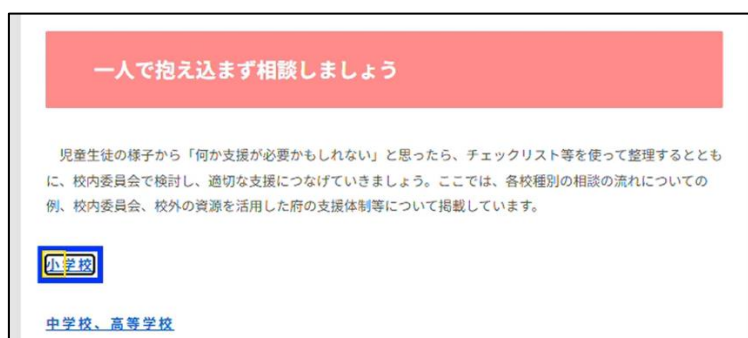 一人で抱え込まず相談しましょう
児童生徒の様子から「何か支援が必要かもしれない」と思ったら、チェックリスト等を使って整理するととも
に、校内委員会で検討し、適切な支援につなげていきましょう。ここでは、各校種別の相談の流れについての
例、校内委員会、校外の資源を活用した府の支援体制等について掲載しています。
小学校
中学校、高等学校